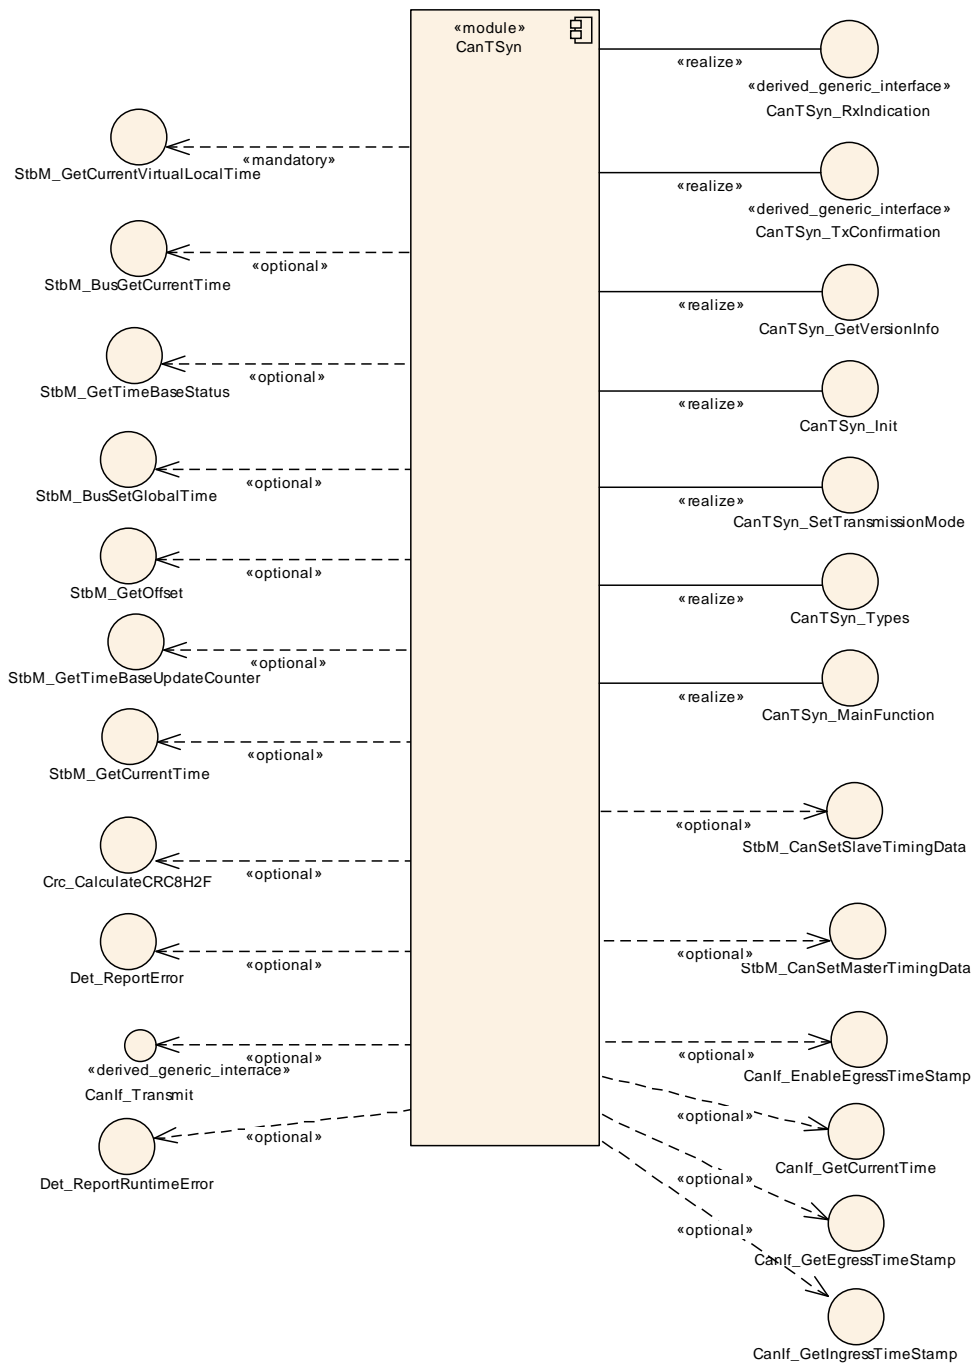 «module»
CanTSyn
«realize»
«derived_generic_interface»
CanTSyn_RxIndication
«mandatory»
StbM_GetCurrentVirtualLocalTime
«realize»
«derived_generic_interface»
CanTSyn_TxConfirmation
«optional»
StbM_BusGetCurrentTime
«realize»
CanTSyn_GetVersionInfo
«optional»
StbM_GetTimeBaseStatus
«realize»
CanTSyn_Init
«optional»
StbM_BusSetGlobalTime
«realize»
CanTSyn_SetTransmissionMode
«optional»
StbM_GetOffset
«realize»
CanTSyn_Types
«optional»
StbM_GetTimeBaseUpdateCounter
«realize»
CanTSyn_MainFunction
«optional»
StbM_GetCurrentTime
«optional»
StbM_CanSetSlaveTimingData
«optional»
Crc_CalculateCRC8H2F
«optional»
StbM_CanSetMasterTimingData
«optional»
Det_ReportError
«optional»
CanIf_EnableEgressTimeStamp
«optional»
«derived_generic_interface»
CanIf_Transmit
«optional»
CanIf_GetCurrentTime
«optional»
Det_ReportRuntimeError
«optional»
CanIf_GetEgressTimeStamp
«optional»
CanIf_GetIngressTimeStamp